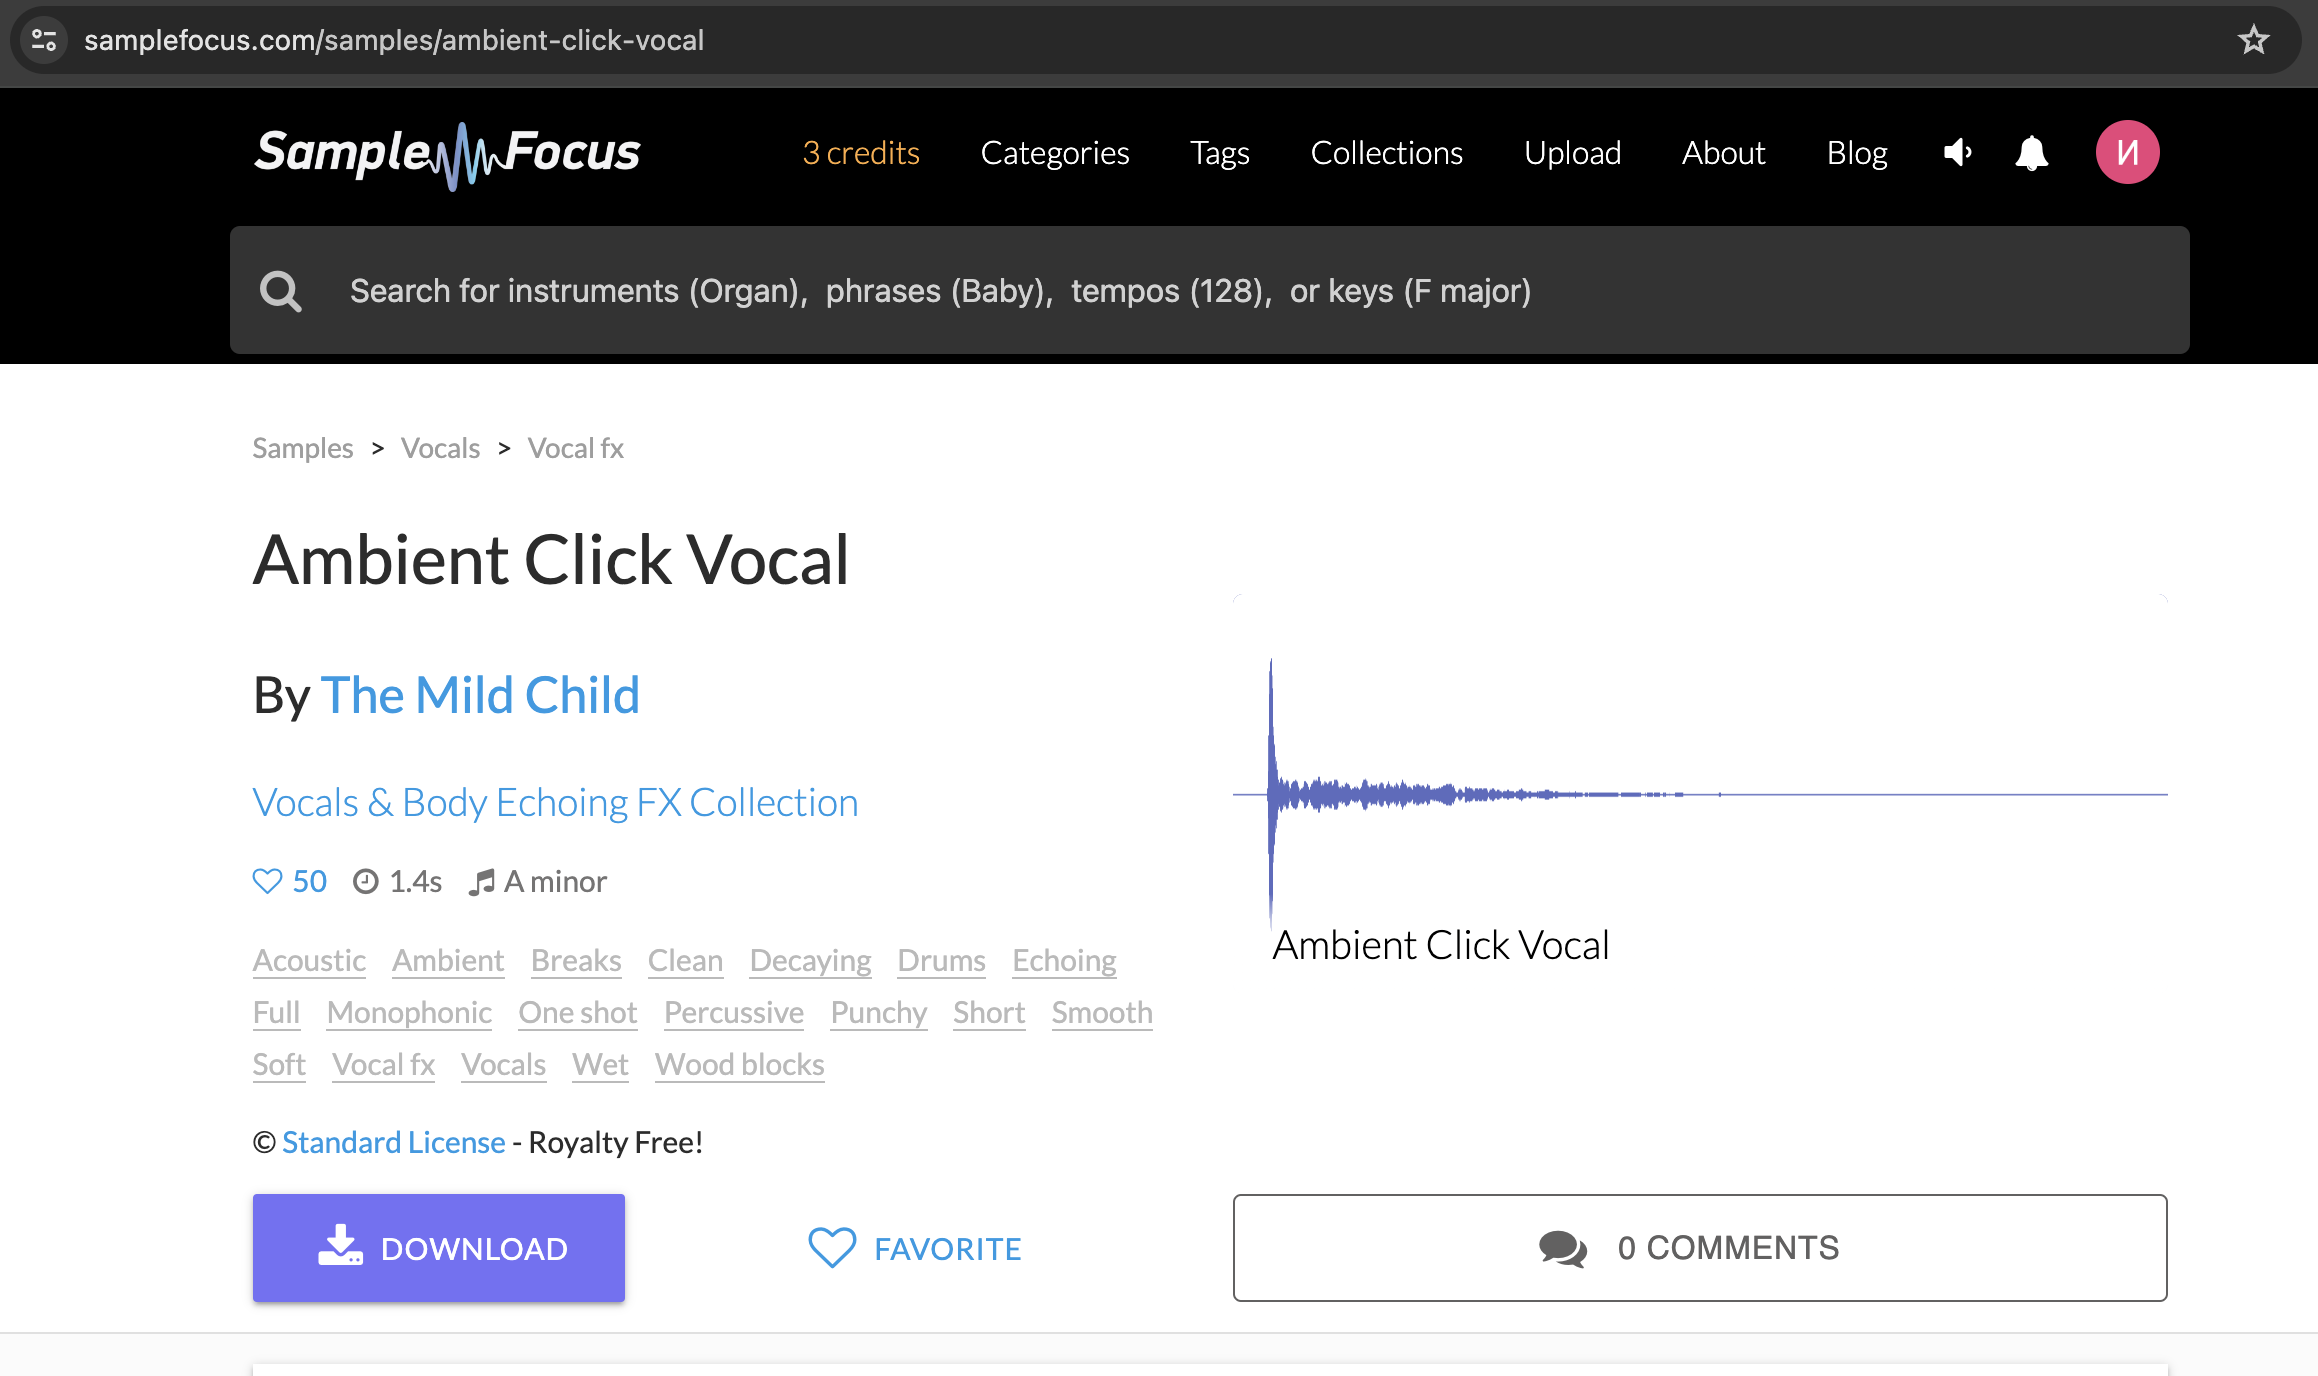 samplefocus.com/samples/ambient-click-vocal
Sample Focus 3 credits Categories Tags Collections Upload About Blog И
Search for instruments (Organ), phrases (Baby), tempos (128), or keys (F major)
Samples > Vocals > Vocal fx
Ambient Click Vocal
By The Mild Child
Vocals & Body Echoing FX Collection
50 1.4s A minor
Acoustic Ambient Breaks Clean Decaying Drums Echoing
Full Monophonic One shot Percussive Punchy Short Smooth
Soft Vocal fx Vocals Wet Wood blocks
© Standard License - Royalty Free!
DOWNLOAD FAVORITE
Ambient Click Vocal
0 COMMENTS